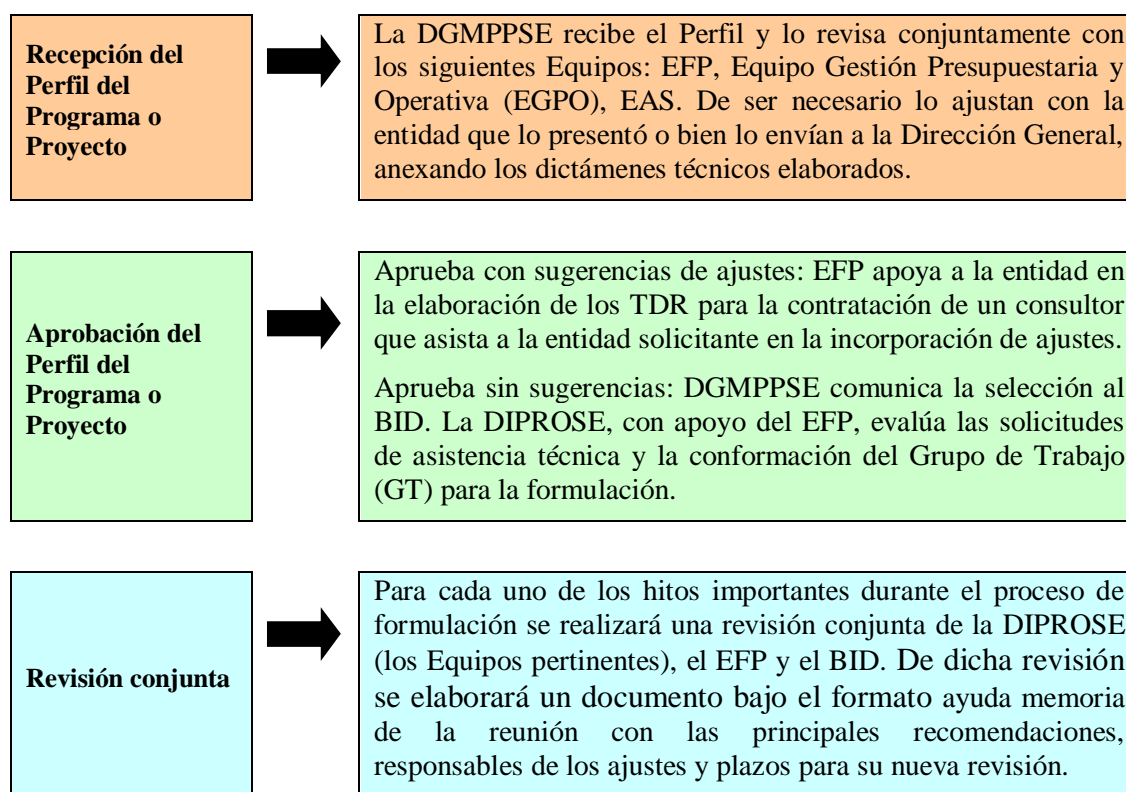 Recepción del
Perfil del
Programa o
Proyecto
La DGMPPSE recibe el Perfil y lo revisa conjuntamente con
los siguientes Equipos: EFP, Equipo Gestión Presupuestaria y
Operativa (EGPO), EAS. De ser necesario lo ajustan con la
entidad que lo presentó o bien lo envían a la Dirección General,
anexando los dictámenes técnicos elaborados.
Aprobación del
Perfil del
Programa o
Proyecto
Aprueba con sugerencias de ajustes: EFP apoya a la entidad en
la elaboración de los TDR para la contratación de un consultor
que asista a la entidad solicitante en la incorporación de ajustes.
Aprueba sin sugerencias: DGMPPSE comunica la selección al
BID. La DIPROSE, con apoyo del EFP, evalúa las solicitudes
de asistencia técnica y la conformación del Grupo de Trabajo
(GT) para la formulación.
Revisión conjunta
Para cada uno de los hitos importantes durante el proceso de
formulación se realizará una revisión conjunta de la DIPROSE
(los Equipos pertinentes), el EFP y el BID. De dicha revisión
se elaborará un documento bajo el formato ayuda memoria
de la reunión con las principales recomendaciones,
responsables de los ajustes y plazos para su nueva revisión.